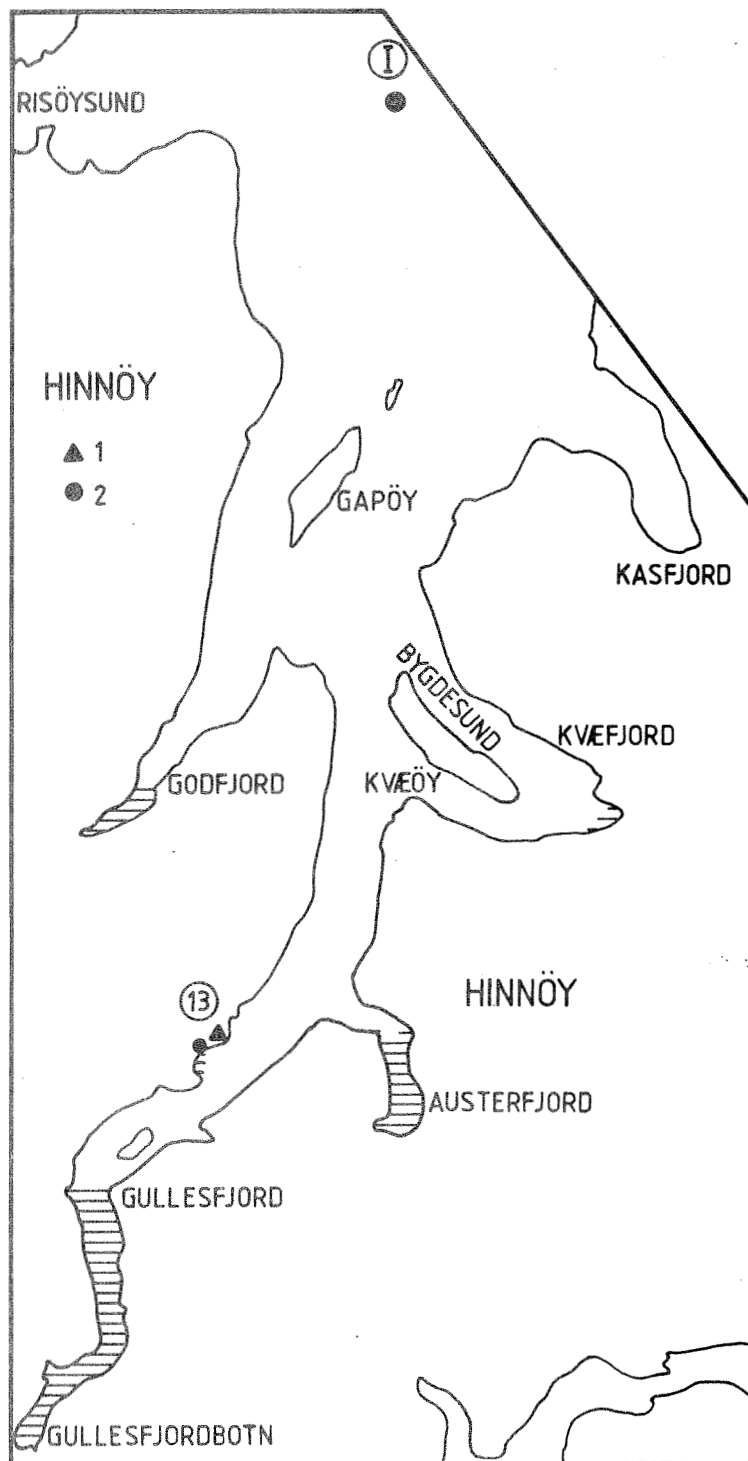 I
RISÖYSUND
HINNÖY
1
2
GAPÖY
KASFJORD
BYGDESUND
KVÆFJORD
GODFJORD
KVÆÖY
13
HINNÖY
AUSTERFJORD
GULLESFJORD
GULLESFJORDBOTN